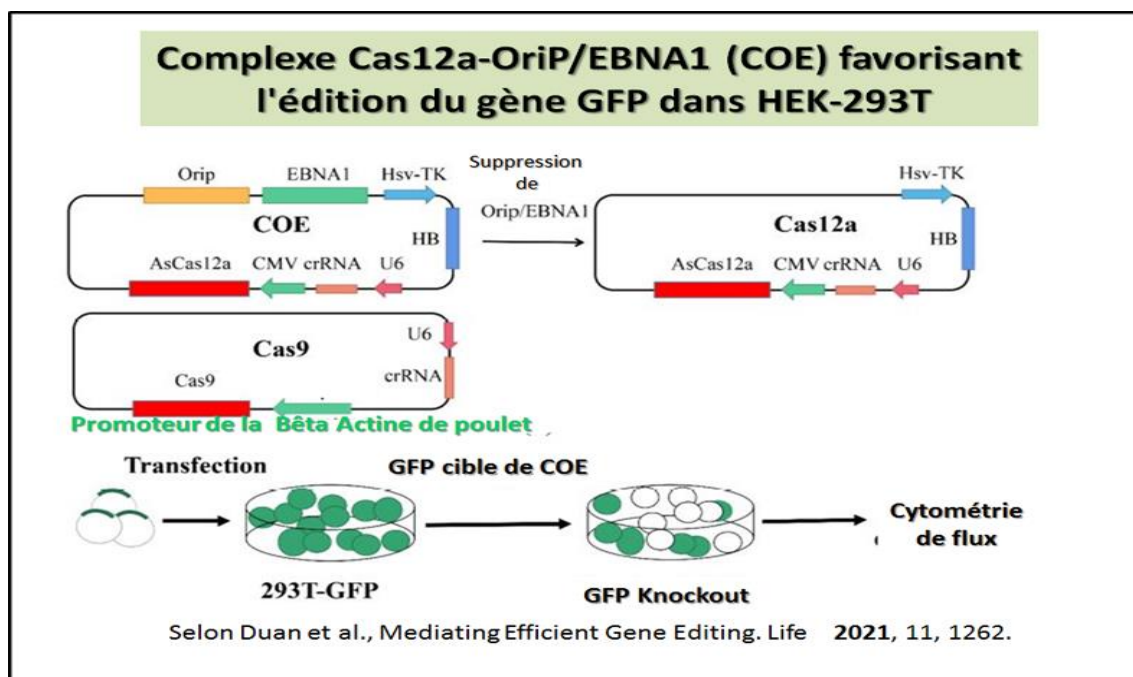 Complexe Cas12a-OriP/EBNA1 (COE) favorisant
l'édition du gène GFP dans HEK-293T
Orip EBNA1 Hsv-TK
COE
HB
AsCas12a CMV crRNA U6
Suppression
de
Orip/EBNA1
Hsv-TK
Cas12a
HB
AsCas12a CMV crRNA U6
U6
Cas9
crRNA
Cas9
Promoteur de la Bêta Actine de poulet
Transfection
GFP cible de COE
Cytométrie
de flux
293T-GFP
GFP Knockout
Selon Duan et al., Mediating Efficient Gene Editing. Life 2021, 11, 1262.